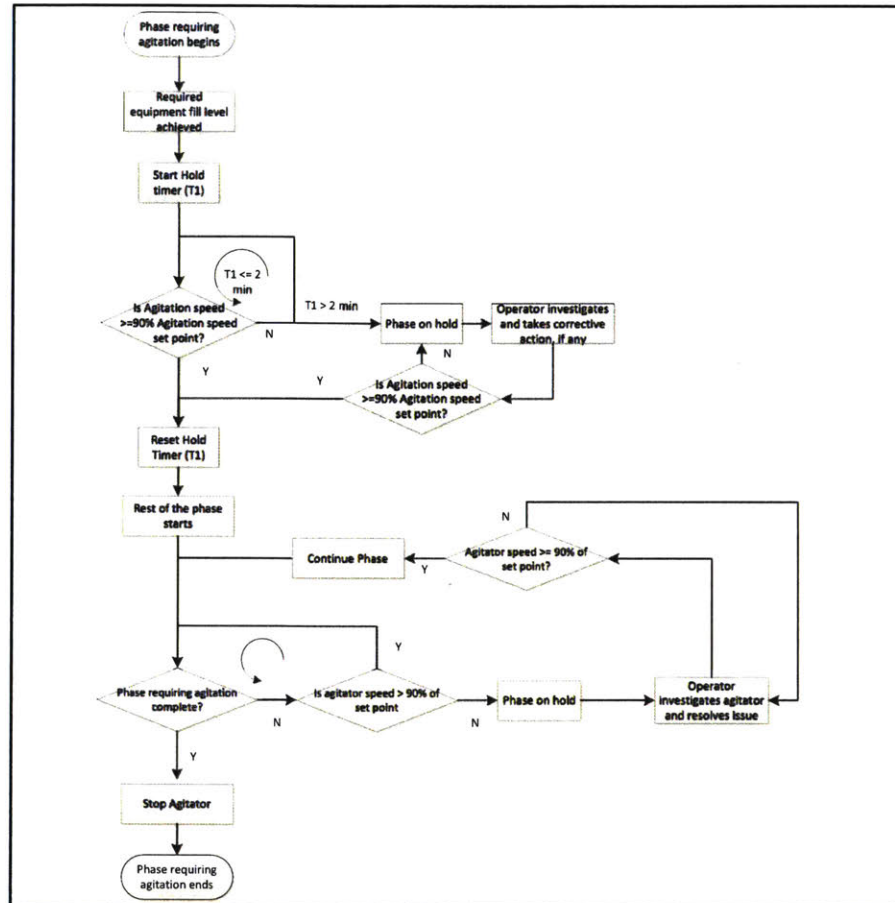 Phase requiring
agitation begins
Required
equipment fill level
achieved
Start Hold
timer (T1)
T1 <= 2
min
Is Agitation speed
>=90% Agitation speed
set point?
N
T1 > 2 min
Phase on hold
Operator investigates
and takes corrective
action, if any
N
Y
Y
Is Agitation speed
>=90% Agitation speed
set point?
Reset Hold
Timer (T1)
Rest of the phase
starts
N
Continue Phase
Y
Agitator speed >= 90% of
set point?
Y
Phase requiring agitation
complete?
N
Is agitator speed > 90% of
set point
N
Phase on hold
Operator
investigates agitator
and resolves issue
Y
Stop Agitator
Phase requiring
agitation ends